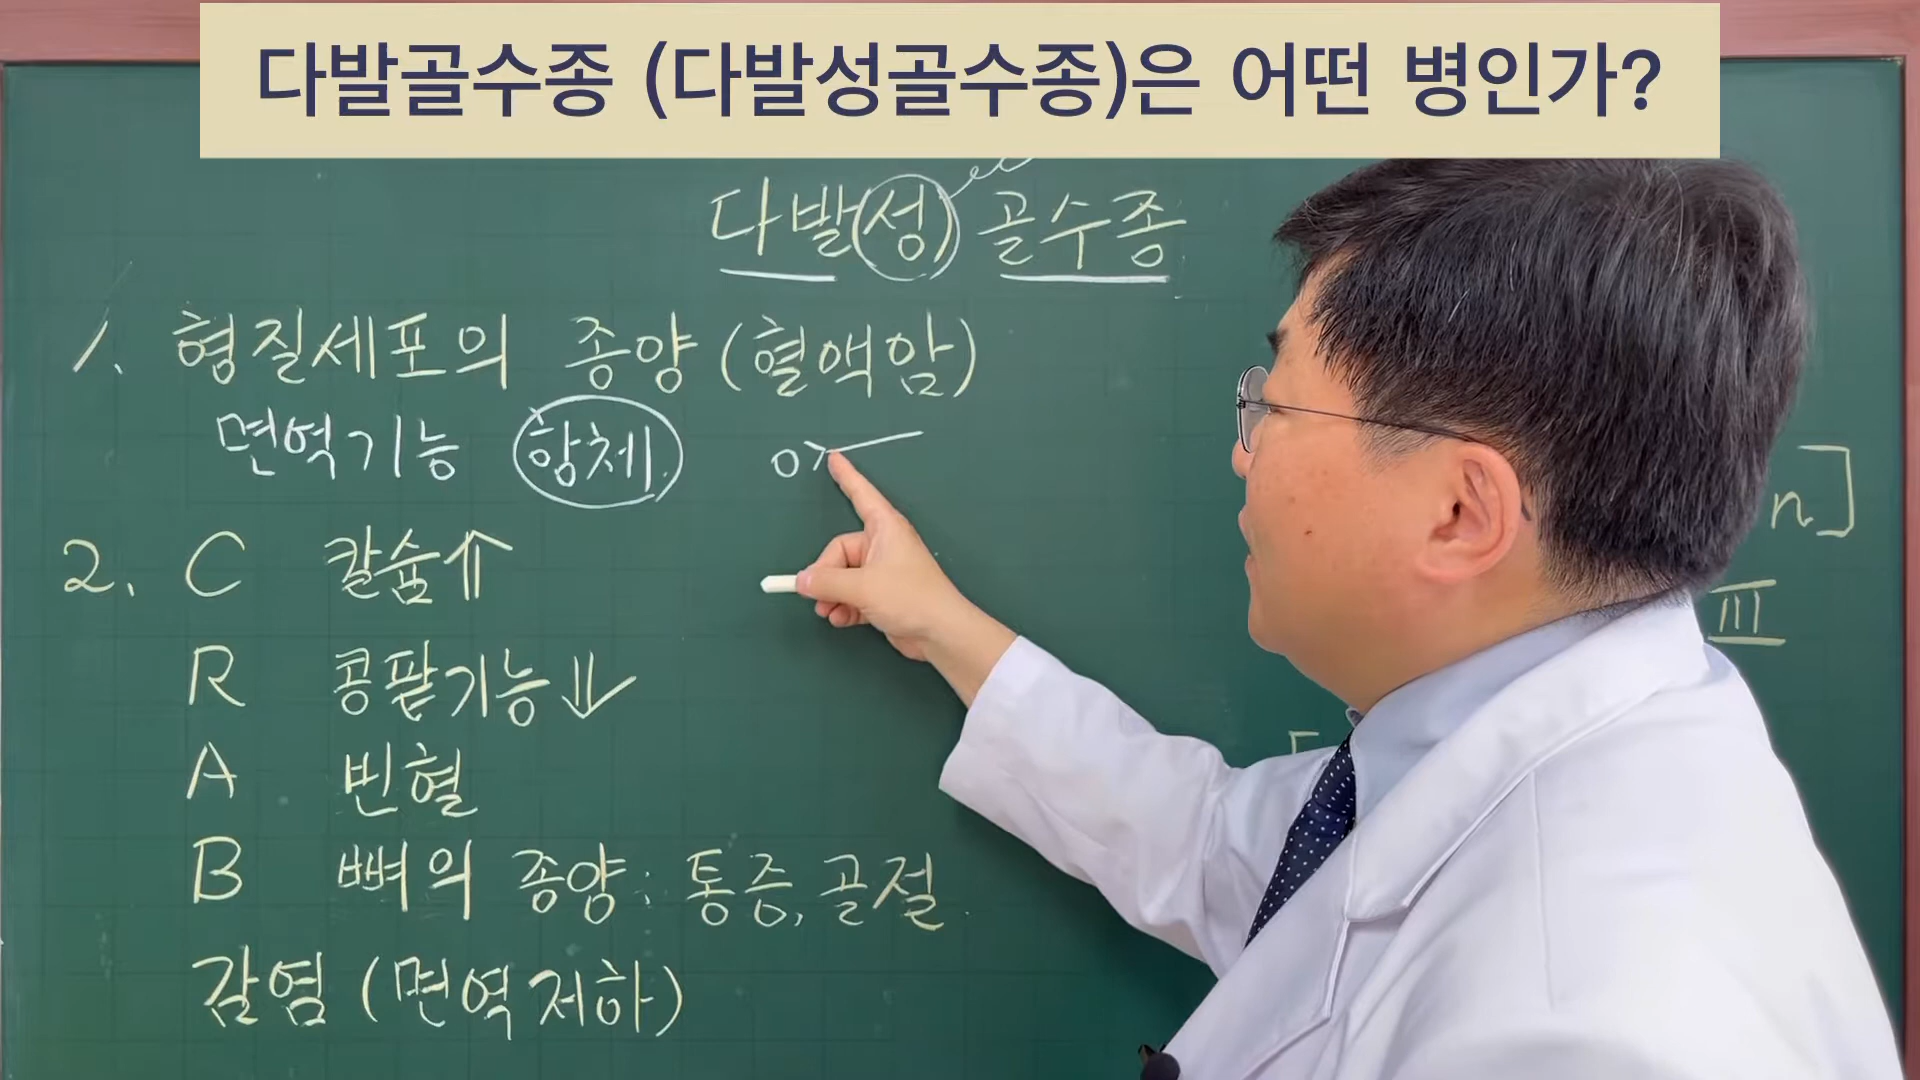 다발골수종 (다발성골수종)은 어떤 병인가?
다발(성)골수종
1. 형질세포의 종양 (혈액암)
면역기능 항체
2. C 칼슘⇑
R 콩팥기능⇓
A 빈혈
B 뼈의 종양: 통증, 골절
감염 (면역저하)
n]
III